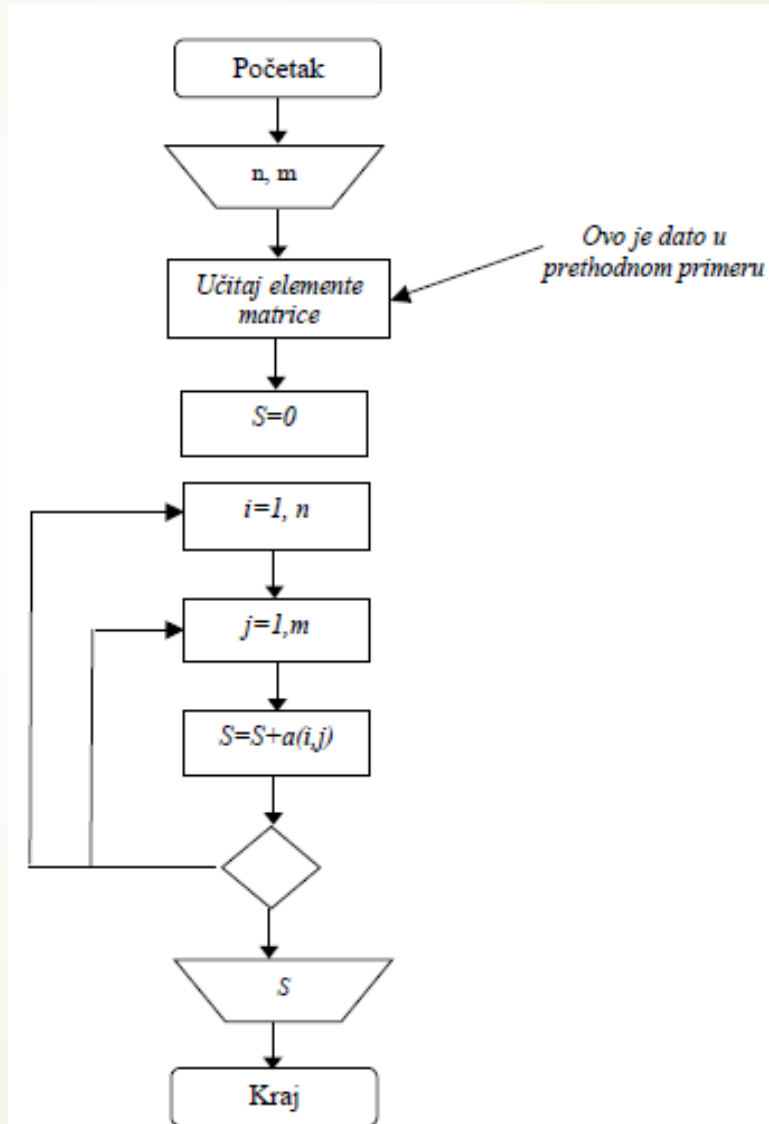 Početak
n, m
Ovo je dato u
prethodnom primeru
Učitaj elemente
matrice
S=0
i=1, n
j=1,m
S=S+a(i,j)
S
Kraj